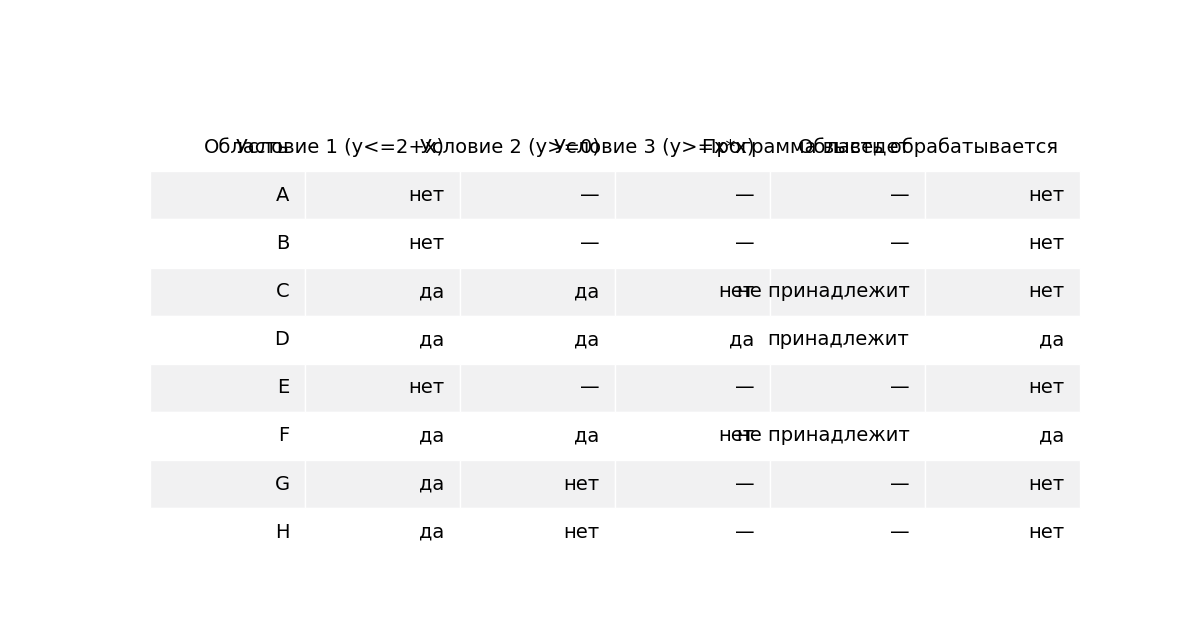 Область Условие 1 (y<=2+x) Условие 2 (y>=0) Условие 3 (y>=x*x) Программа выведет Область обрабатывается
A нет — — — нет
B нет — — — нет
C да да нет не принадлежит нет
D да да да принадлежит да
E нет — — — нет
F да да нет не принадлежит да
G да нет — — нет
H да нет — — нет